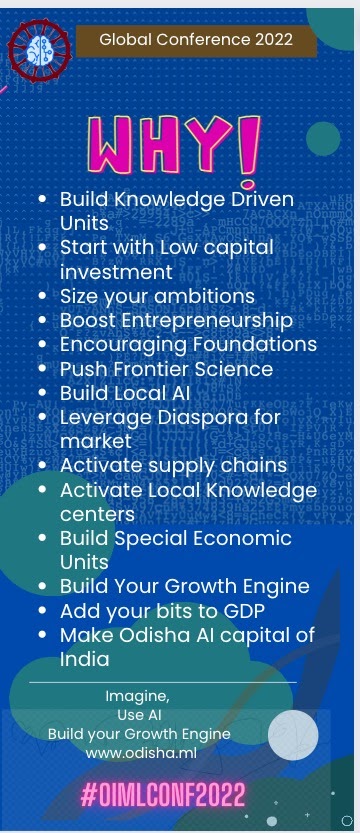 Global Conference 2022
WHY!
• Build Knowledge Driven
Units
• Start with Low capital
investment
• Size your ambitions
• Boost Entrepreneurship
• Encouraging Foundations
• Push Frontier Science
• Build Local AI
• Leverage Diaspora for
market
• Activate supply chains
• Activate Local Knowledge
centers
• Build Special Economic
Units
• Build Your Growth Engine
• Add your bits to GDP
• Make Odisha AI capital of
India
Imagine,
Use AI
Build your Growth Engine
www.odisha.ml
#OIMLCONF2022